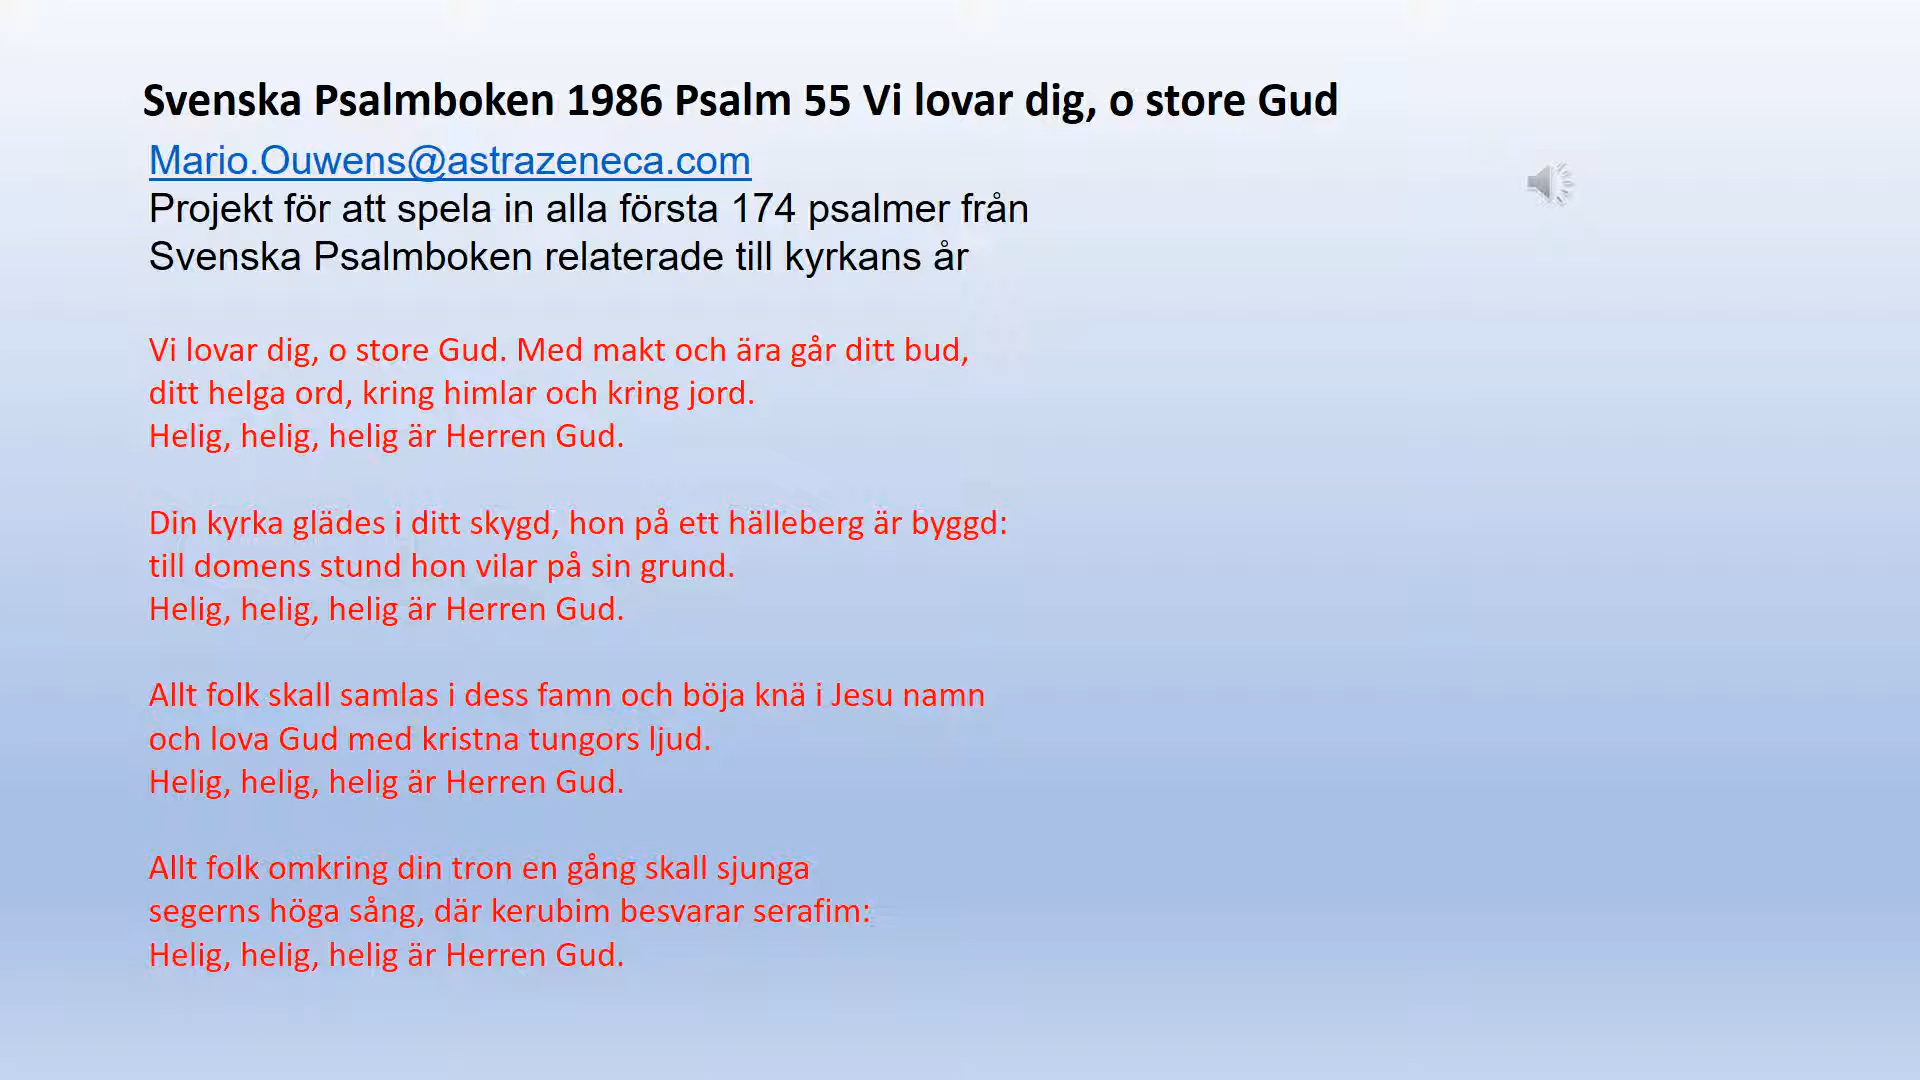 Svenska Psalmboken 1986 Psalm 55 Vi lovar dig, o store Gud
Mario.Ouwens@astrazeneca.com
Projekt för att spela in alla första 174 psalmer från
Svenska Psalmboken relaterade till kyrkans år
Vi lovar dig, o store Gud. Med makt och ära går ditt bud,
ditt helga ord, kring himlar och kring jord.
Helig, helig, helig är Herren Gud.
Din kyrka glädes i ditt skygd, hon på ett hälleberg är byggd:
till domens stund hon vilar på sin grund.
Helig, helig, helig är Herren Gud.
Allt folk skall samlas i dess famn och böja knä i Jesu namn
och lova Gud med kristna tungors ljud.
Helig, helig, helig är Herren Gud.
Allt folk omkring din tron en gång skall sjunga
segerns höga sång, där kerubim besvarar serafim:
Helig, helig, helig är Herren Gud.